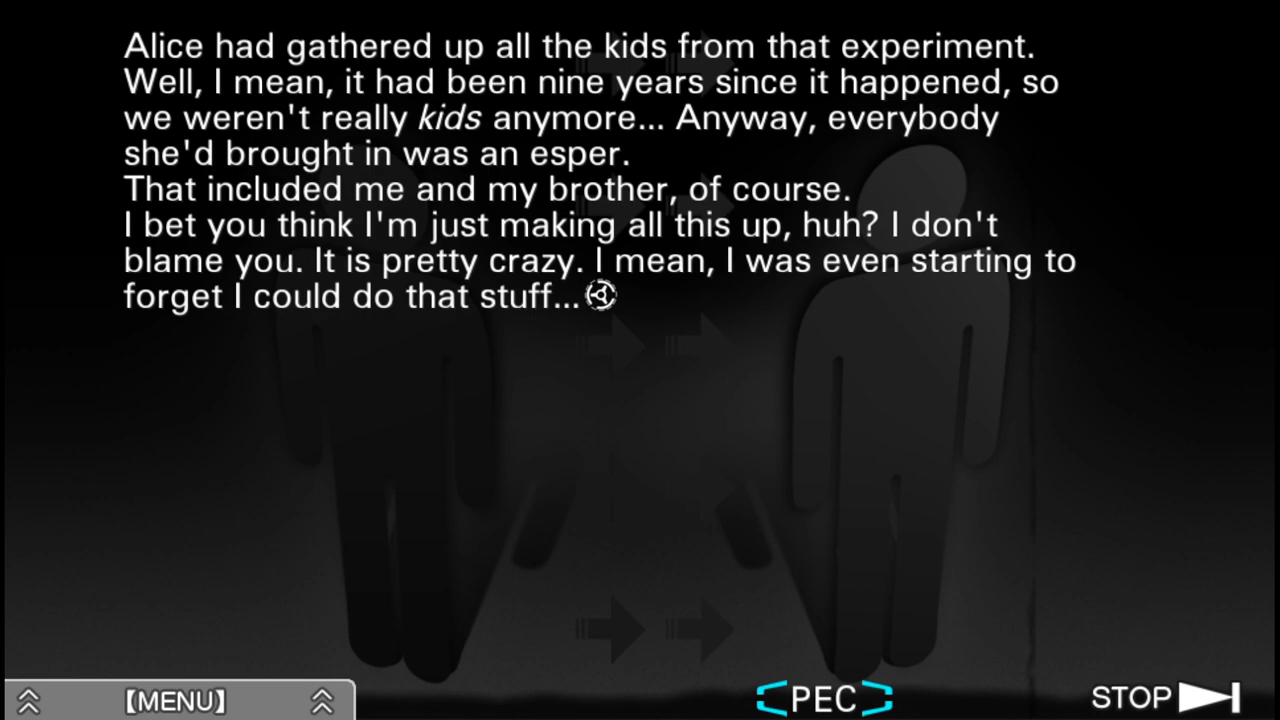 Alice had gathered up all the kids from that experiment.
Well, I mean, it had been nine years since it happened, so
we weren't really kids anymore... Anyway, everybody
she'd brought in was an esper.
That included me and my brother, of course.
I bet you think I'm just making all this up, huh? I don't
blame you. It is pretty crazy. I mean, I was even starting to
forget I could do that stuff...
【MENU】
PEC
STOP